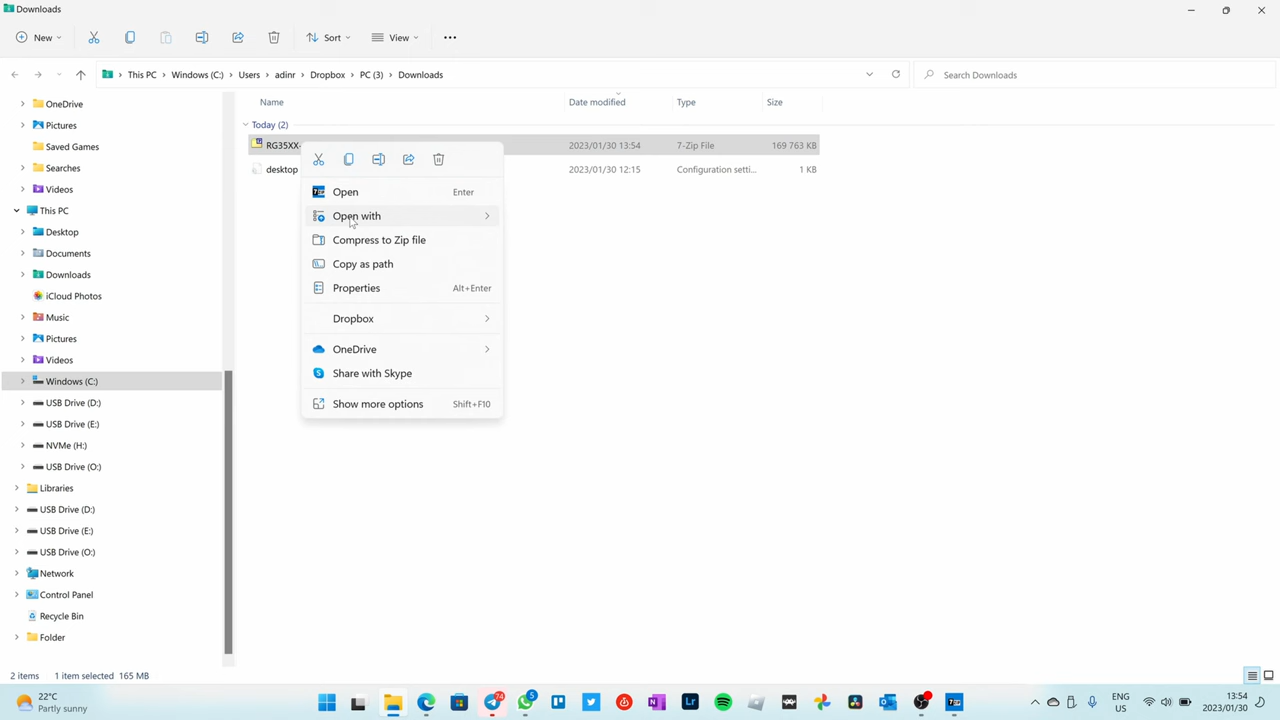 Downloads
New
Sort
View
This PC
Windows (C:)
Users
adinr
Dropbox
PC (3)
Downloads
Search Downloads
OneDrive
Pictures
Saved Games
Searches
Videos
This PC
Desktop
Documents
Downloads
iCloud Photos
Music
Pictures
Videos
Windows (C:)
USB Drive (D:)
USB Drive (E:)
NVMe (H:)
USB Drive (O:)
Libraries
USB Drive (D:)
USB Drive (E:)
USB Drive (O:)
Network
Control Panel
Recycle Bin
Folder
Name Date modified Type Size
Today (2)
RG35XX- 2023/01/30 13:54 7-Zip File 169 763 KB
desktop 2023/01/30 12:15 Configuration setti... 1 KB
Open Enter
Open with
Compress to Zip file
Copy as path
Properties Alt+Enter
Dropbox
OneDrive
Share with Skype
Show more options Shift+F10
2 items 1 item selected 165 MB
22°C
Partly sunny
74
5
ENG
US
13:54
2023/01/30